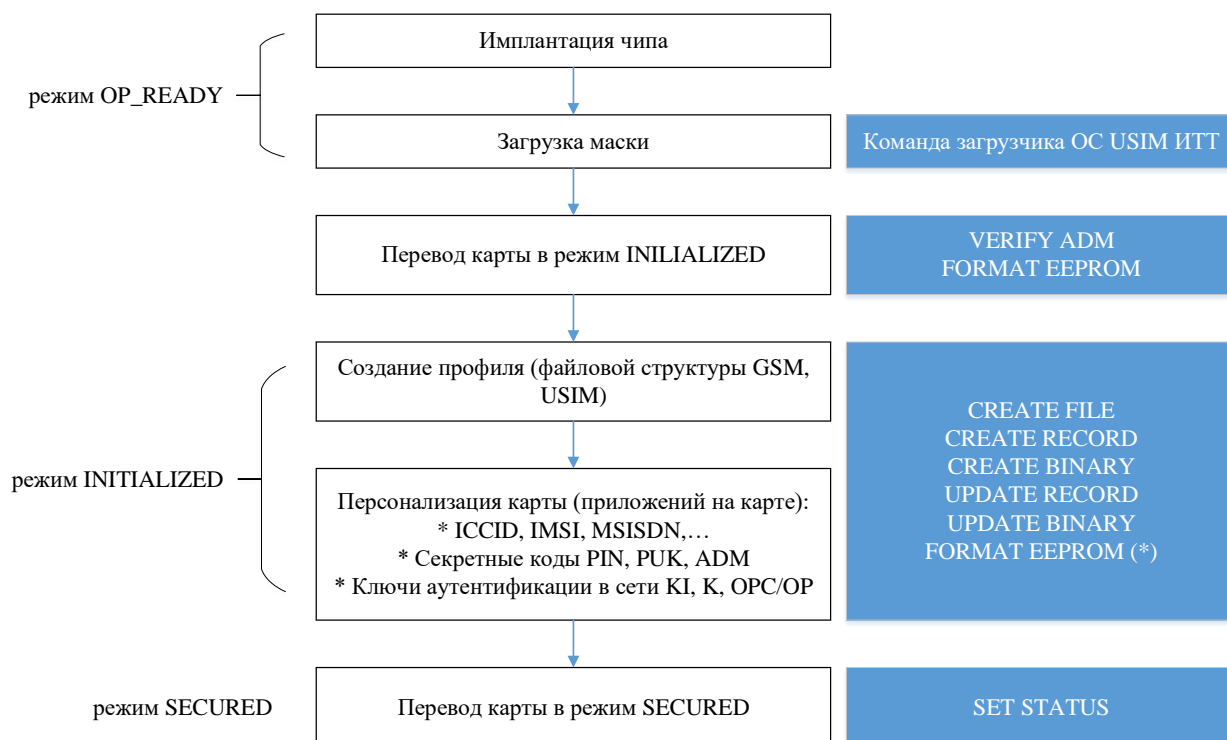 Имплантация чипа
режим OP_READY
Загрузка маски
Команда загрузчика ОС USIM ИТТ
Перевод карты в режим INILIALIZED
VERIFY ADM
FORMAT EEPROM
Создание профиля (файловой структуры GSM,
USIM)
режим INITIALIZED
Персонализация карты (приложений на карте):
* ICCID, IMSI, MSISDN,…
* Секретные коды PIN, PUK, ADM
* Ключи аутентификации в сети KI, K, OPC/OP
CREATE FILE
CREATE RECORD
CREATE BINARY
UPDATE RECORD
UPDATE BINARY
FORMAT EEPROM (*)
режим SECURED
Перевод карты в режим SECURED
SET STATUS